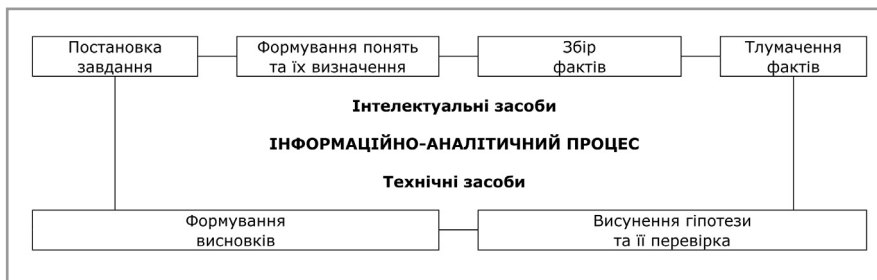 Постановка
завдання
Формування понять
та їх визначення
Збір
фактів
Тлумачення
фактів
Інтелектуальні засоби
ІНФОРМАЦІЙНО-АНАЛІТИЧНИЙ ПРОЦЕС
Технічні засоби
Формування
висновків
Висунення гіпотези
та її перевірка